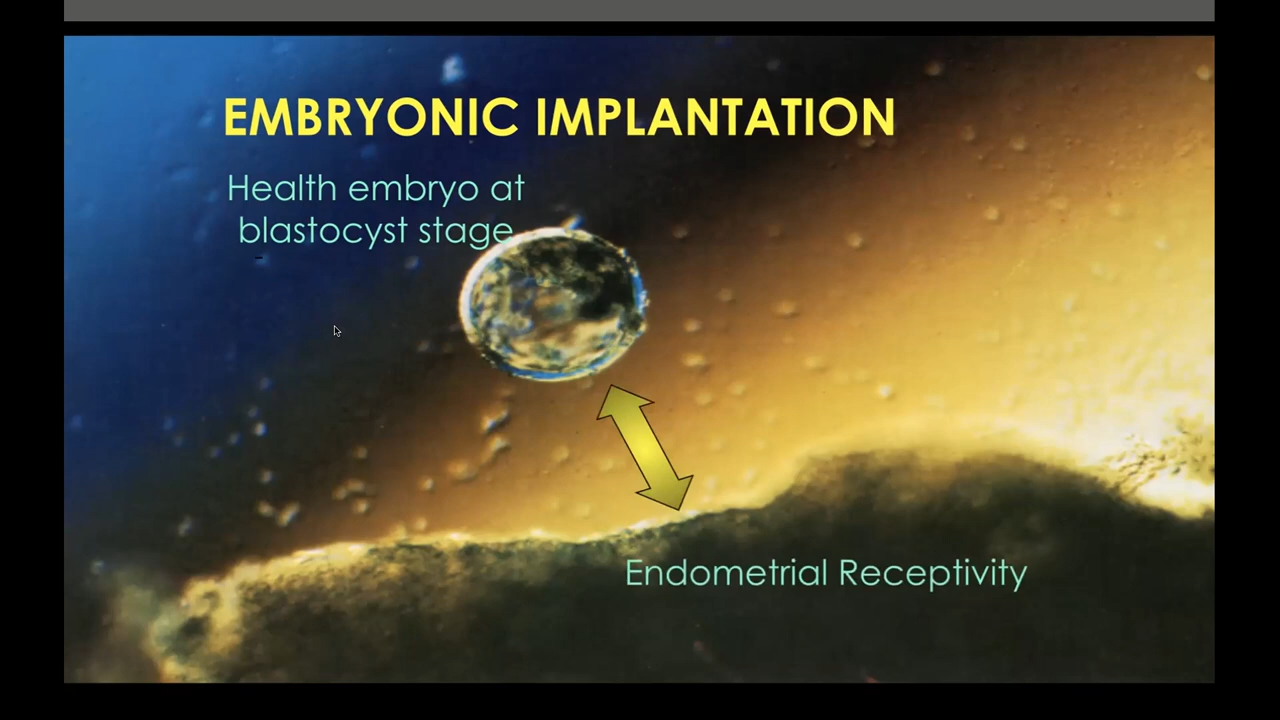 EMBRYONIC IMPLANTATION
Health embryo at
blastocyst stage
Endometrial Receptivity